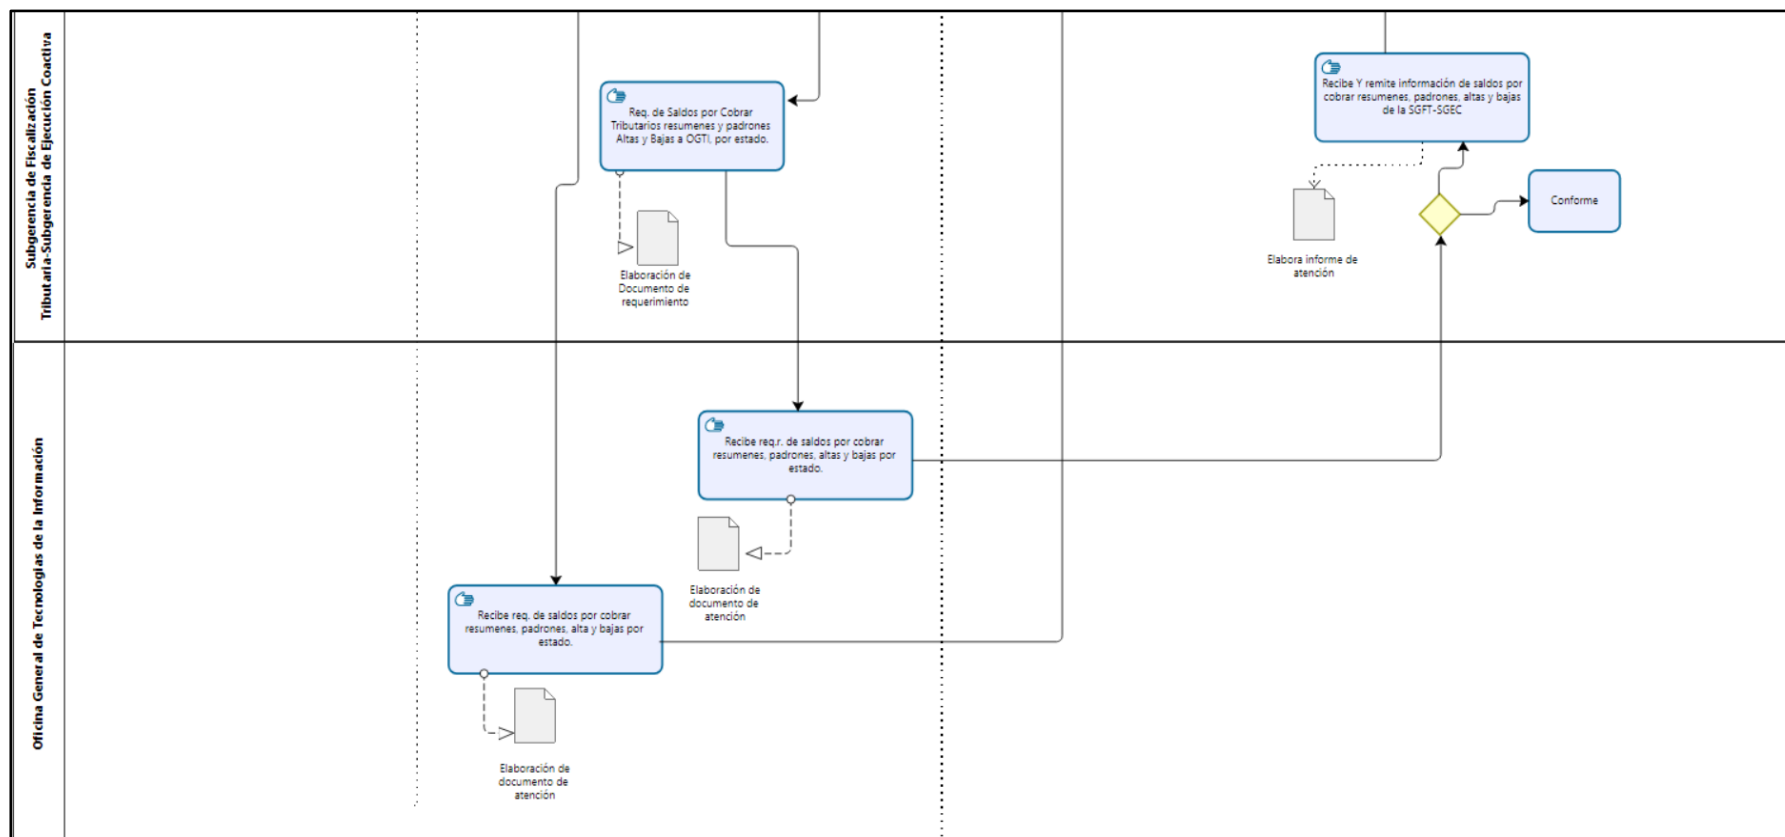 Subgerencia de Fiscalización
Tributaria-Subgerencia de Ejecución Coactiva
Req. de Saldos por Cobrar
Tributarios resumenes y padrones
Altas y Bajas a OGTI, por estado.
Elaboración de
Documento de
requerimiento
Recibe Y remite información de saldos por
cobrar resumenes, padrones, altas y bajas
de la SGFT-SGEC
Conforme
Elabora informe de
atención
Oficina General de Tecnologías de la Información
Recibe req.r. de saldos por cobrar
resumenes, padrones, altas y bajas por
estado.
Elaboración de
documento de
atención
Recibe req. de saldos por cobrar
resumenes, padrones, alta y bajas por
estado.
Elaboración de
documento de
atención